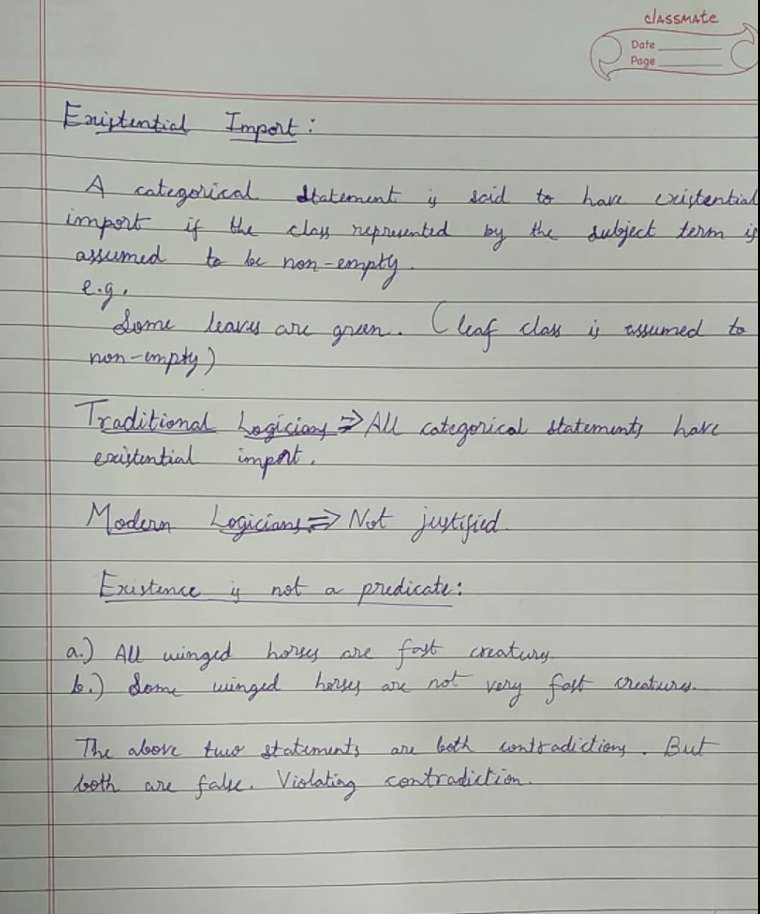 classmate
Date
Page
Existential Import:
A categorical statement is said to have existential
import if the class represented by the subject term is
assumed to be non-empty.
e.g.
Some leaves are green. (leaf class is assumed to
non-empty)
Traditional Logicians ⇒ All categorical statements have
existential import.
Modern Logicians ⇒ Not justified.
Existence is not a predicate:
a.) All winged horses are fast creatures
b.) Some winged horses are not very fast creatures.
The above two statements are both contradictions. But
both are false. Violating contradiction.